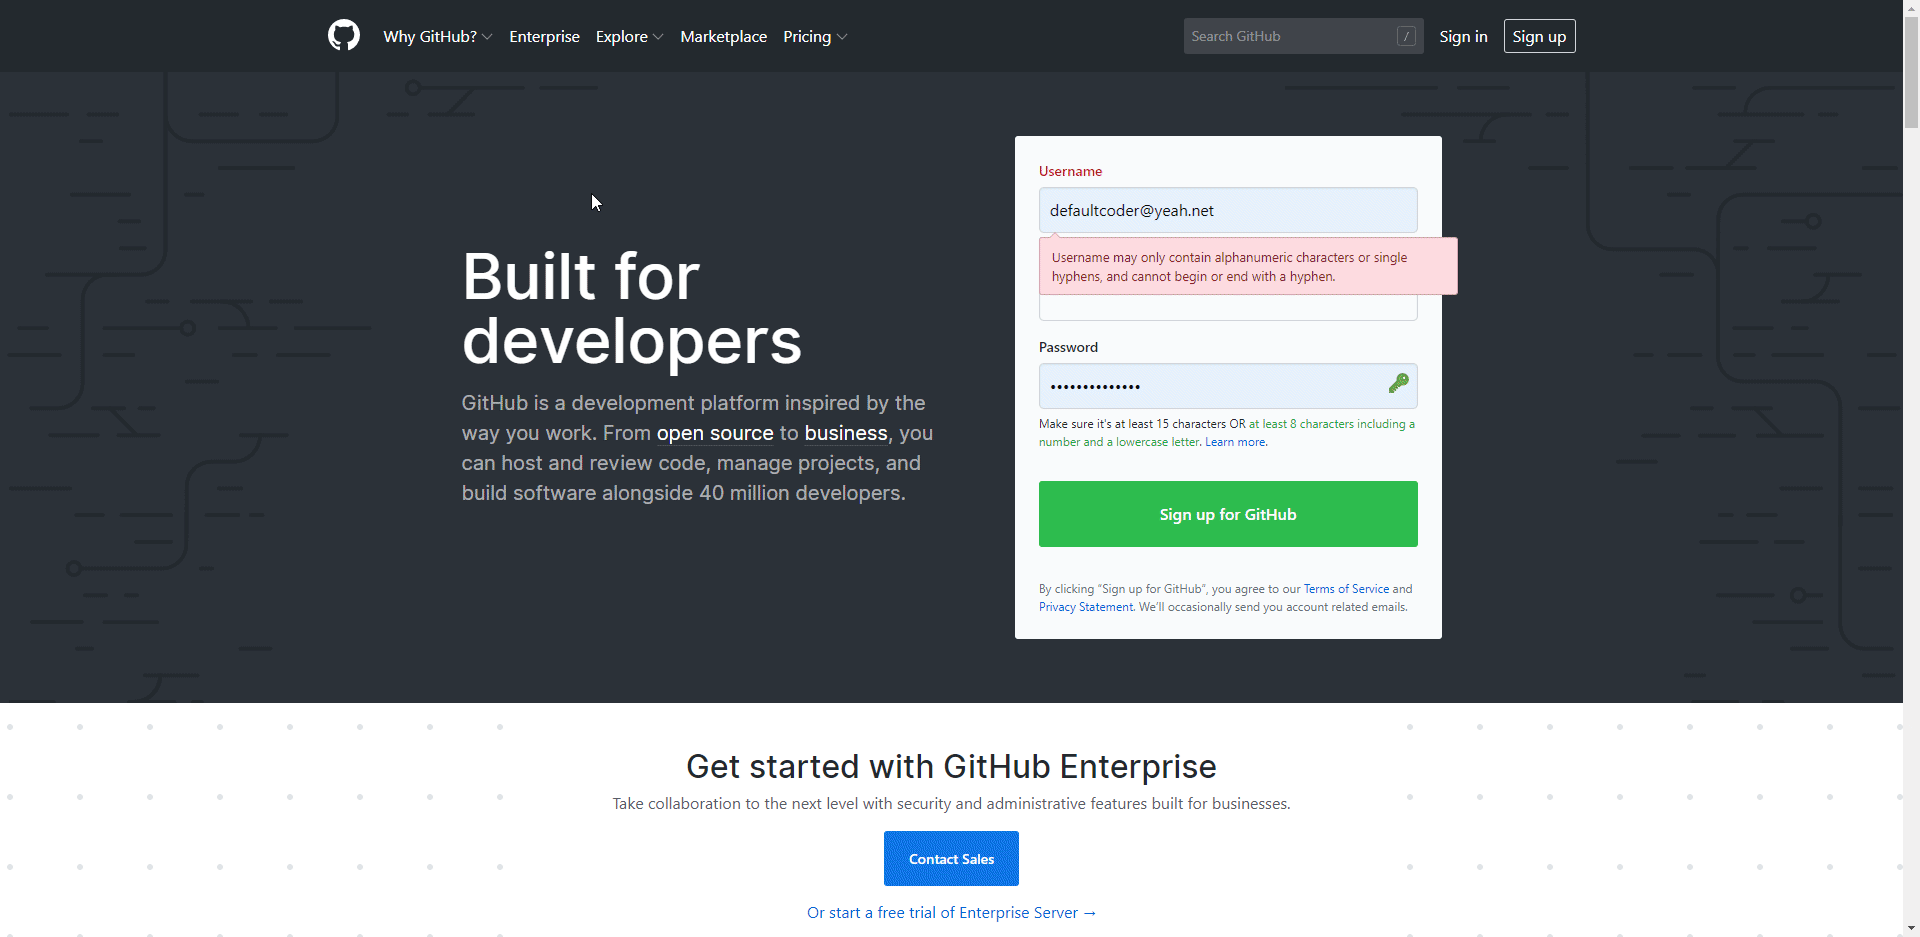 Why GitHub? Enterprise Explore Marketplace Pricing
Search GitHub /
Sign in
Sign up
Built for
developers
GitHub is a development platform inspired by the
way you work. From open source to business, you
can host and review code, manage projects, and
build software alongside 40 million developers.
Username
defaultcoder@yeah.net
Username may only contain alphanumeric characters or single
hyphens, and cannot begin or end with a hyphen.
Password
••••••••••••••
Make sure it's at least 15 characters OR at least 8 characters including a
number and a lowercase letter. Learn more.
Sign up for GitHub
By clicking “Sign up for GitHub”, you agree to our Terms of Service and
Privacy Statement. We’ll occasionally send you account related emails.
Get started with GitHub Enterprise
Take collaboration to the next level with security and administrative features built for businesses.
Contact Sales
Or start a free trial of Enterprise Server →